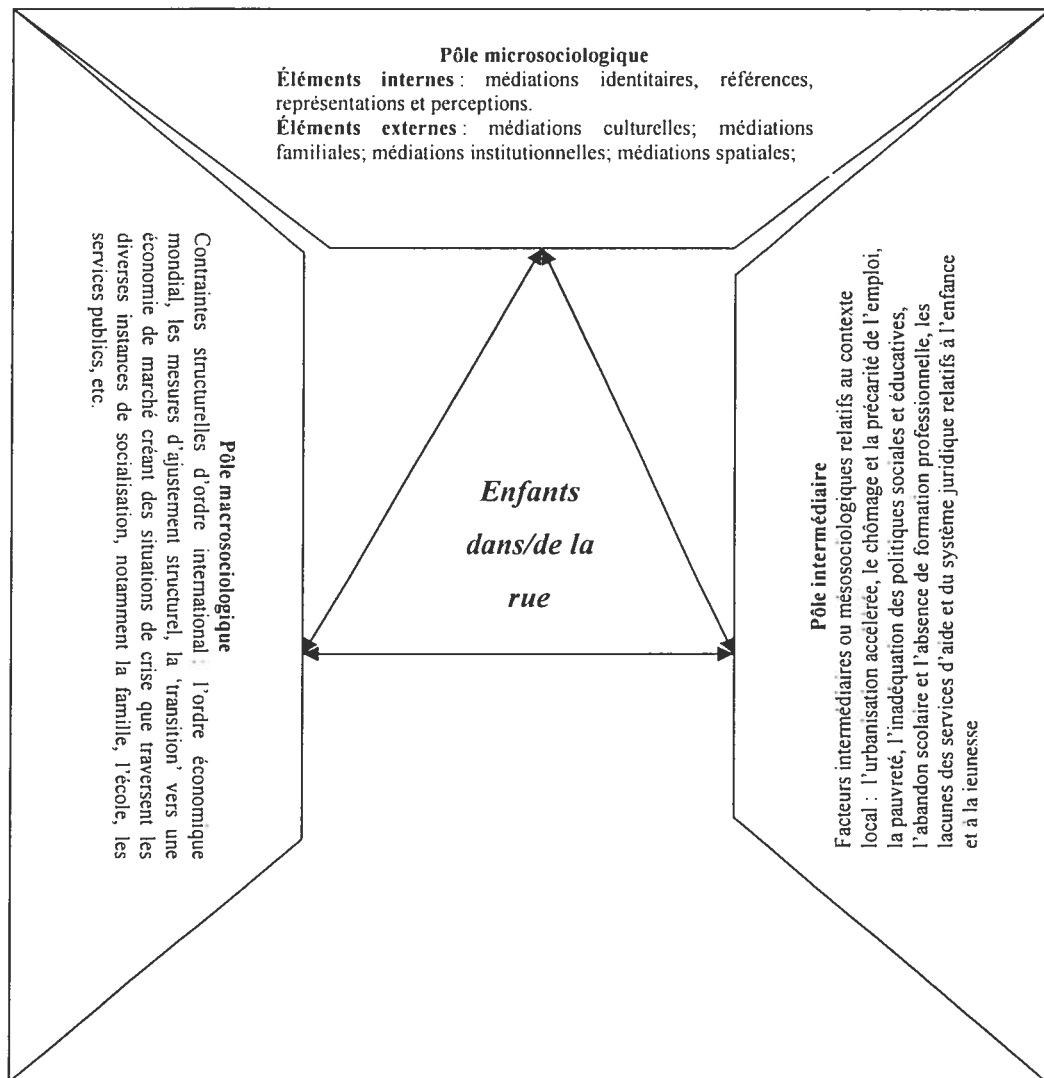 Pôle microsociologique
Éléments internes : médiations identitaires, références,
représentations et perceptions.
Éléments externes : médiations culturelles; médiations
familiales; médiations institutionnelles; médiations spatiales;
Pôle macrosociologique
Contraintes structurelles d'ordre international : l'ordre économique
mondial, les mesures d'ajustement structurel, la 'transition' vers une
économie de marché créant des situations de crise que traversent les
diverses instances de socialisation, notamment la famille, l'école, les
services publics, etc.
Enfants
dans/de la
rue
Pôle intermédiaire
Facteurs intermédiaires ou mésosociologiques relatifs au contexte
local : l'urbanisation accélérée, le chômage et la précarité de l'emploi,
la pauvreté, l'inadéquation des politiques sociales et éducatives,
l'abandon scolaire et l'absence de formation professionnelle, les
lacunes des services d'aide et du système juridique relatifs à l'enfance
et à la jeunesse